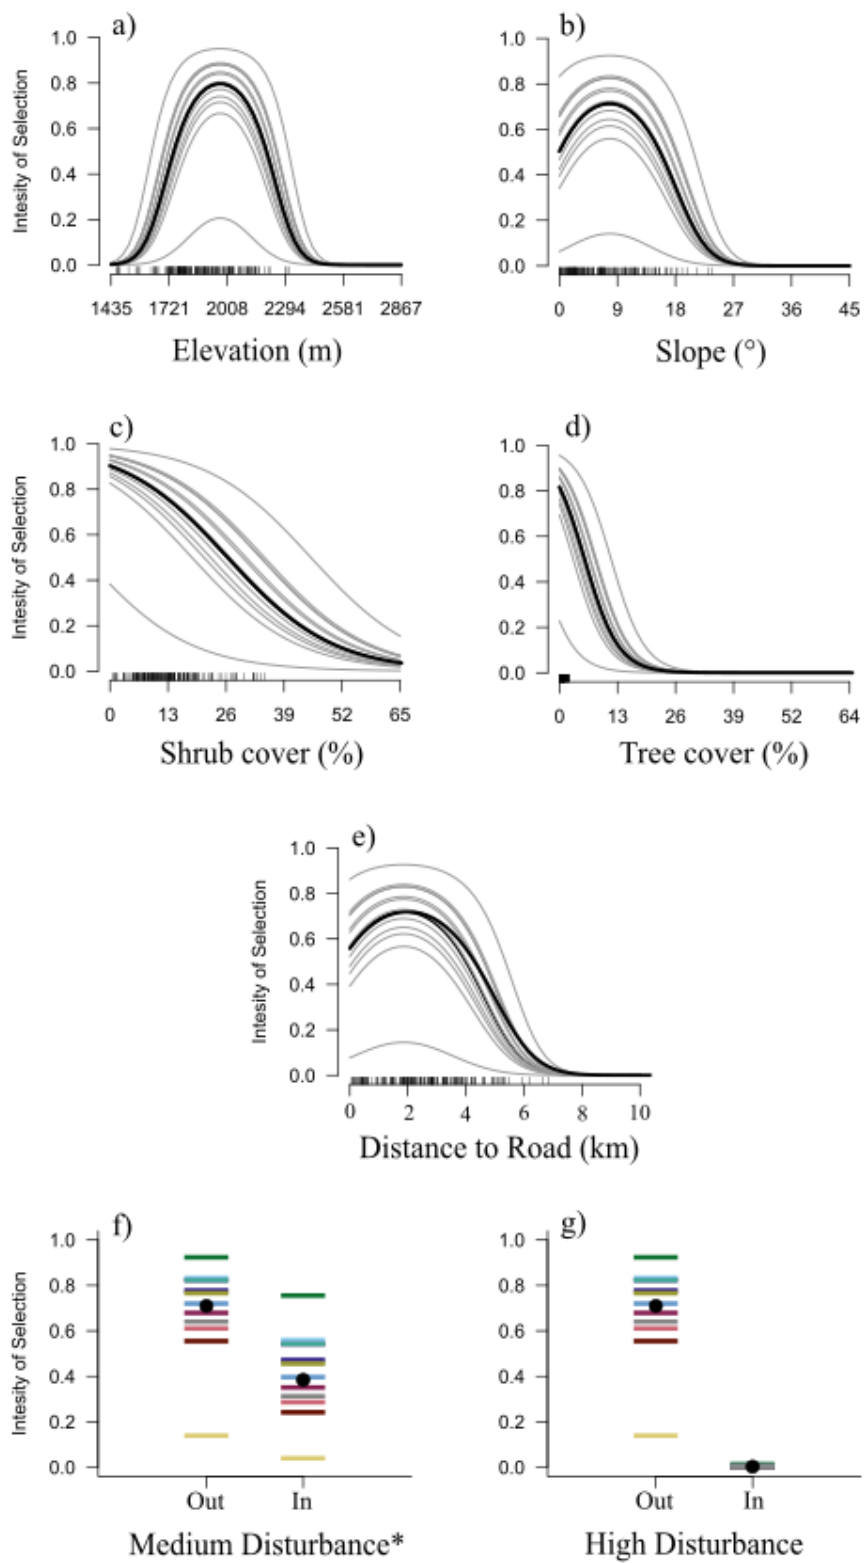 a)
1.0
0.8
0.6
0.4
0.2
0.0
Intesity of Selection
1435 1721 2008 2294 2581 2867
Elevation (m)
b)
1.0
0.8
0.6
0.4
0.2
0.0
0 9 18 27 36 45
Slope (°)
c)
1.0
0.8
0.6
0.4
0.2
0.0
Intesity of Selection
0 13 26 39 52 65
Shrub cover (%)
d)
1.0
0.8
0.6
0.4
0.2
0.0
0 13 26 39 52 64
Tree cover (%)
e)
1.0
0.8
0.6
0.4
0.2
0.0
Intesity of Selection
0 2 4 6 8 10
Distance to Road (km)
f)
1.0
0.8
0.6
0.4
0.2
0.0
Intesity of Selection
Out In
Medium Disturbance*
g)
1.0
0.8
0.6
0.4
0.2
0.0
Out In
High Disturbance